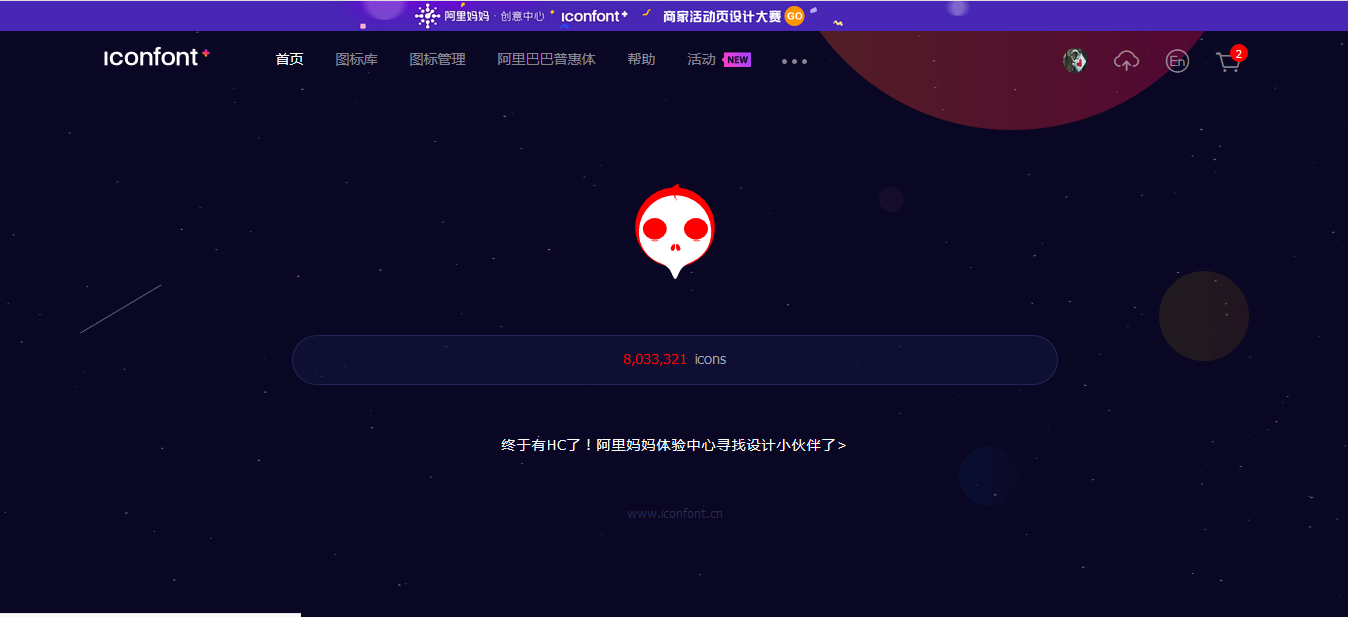 阿里妈妈 · 创意中心 iconfont+ 商家活动页设计大赛 GO
iconfont+ 首页 图标库 图标管理 阿里巴巴普惠体 帮助 活动 NEW ••• En 2
8,033,321 icons
终于有HC了！阿里妈妈体验中心寻找设计小伙伴了>
www.iconfont.cn